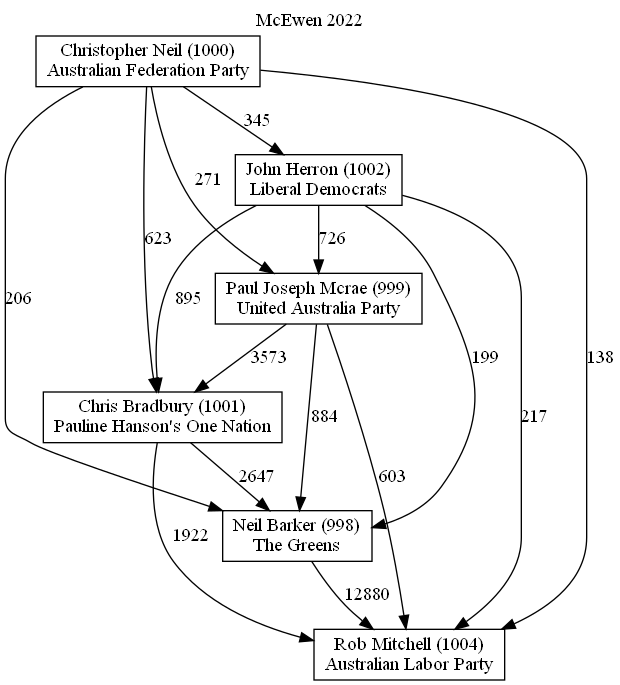 McEwen 2022
Christopher Neil (1000)
Australian Federation Party
345
John Herron (1002)
Liberal Democrats
271
623
726
206
895
Paul Joseph Mcrae (999)
United Australia Party
3573
199
138
Chris Bradbury (1001)
Pauline Hanson's One Nation
884
217
2647
603
Neil Barker (998)
The Greens
1922
12880
Rob Mitchell (1004)
Australian Labor Party